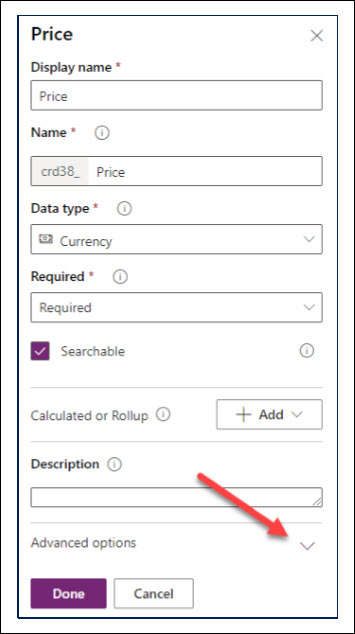 Price
Display name *
Price
Name *
crd38_ Price
Data type *
Currency
Required *
Required
Searchable
Calculated or Rollup + Add
Description
Advanced options
Done Cancel